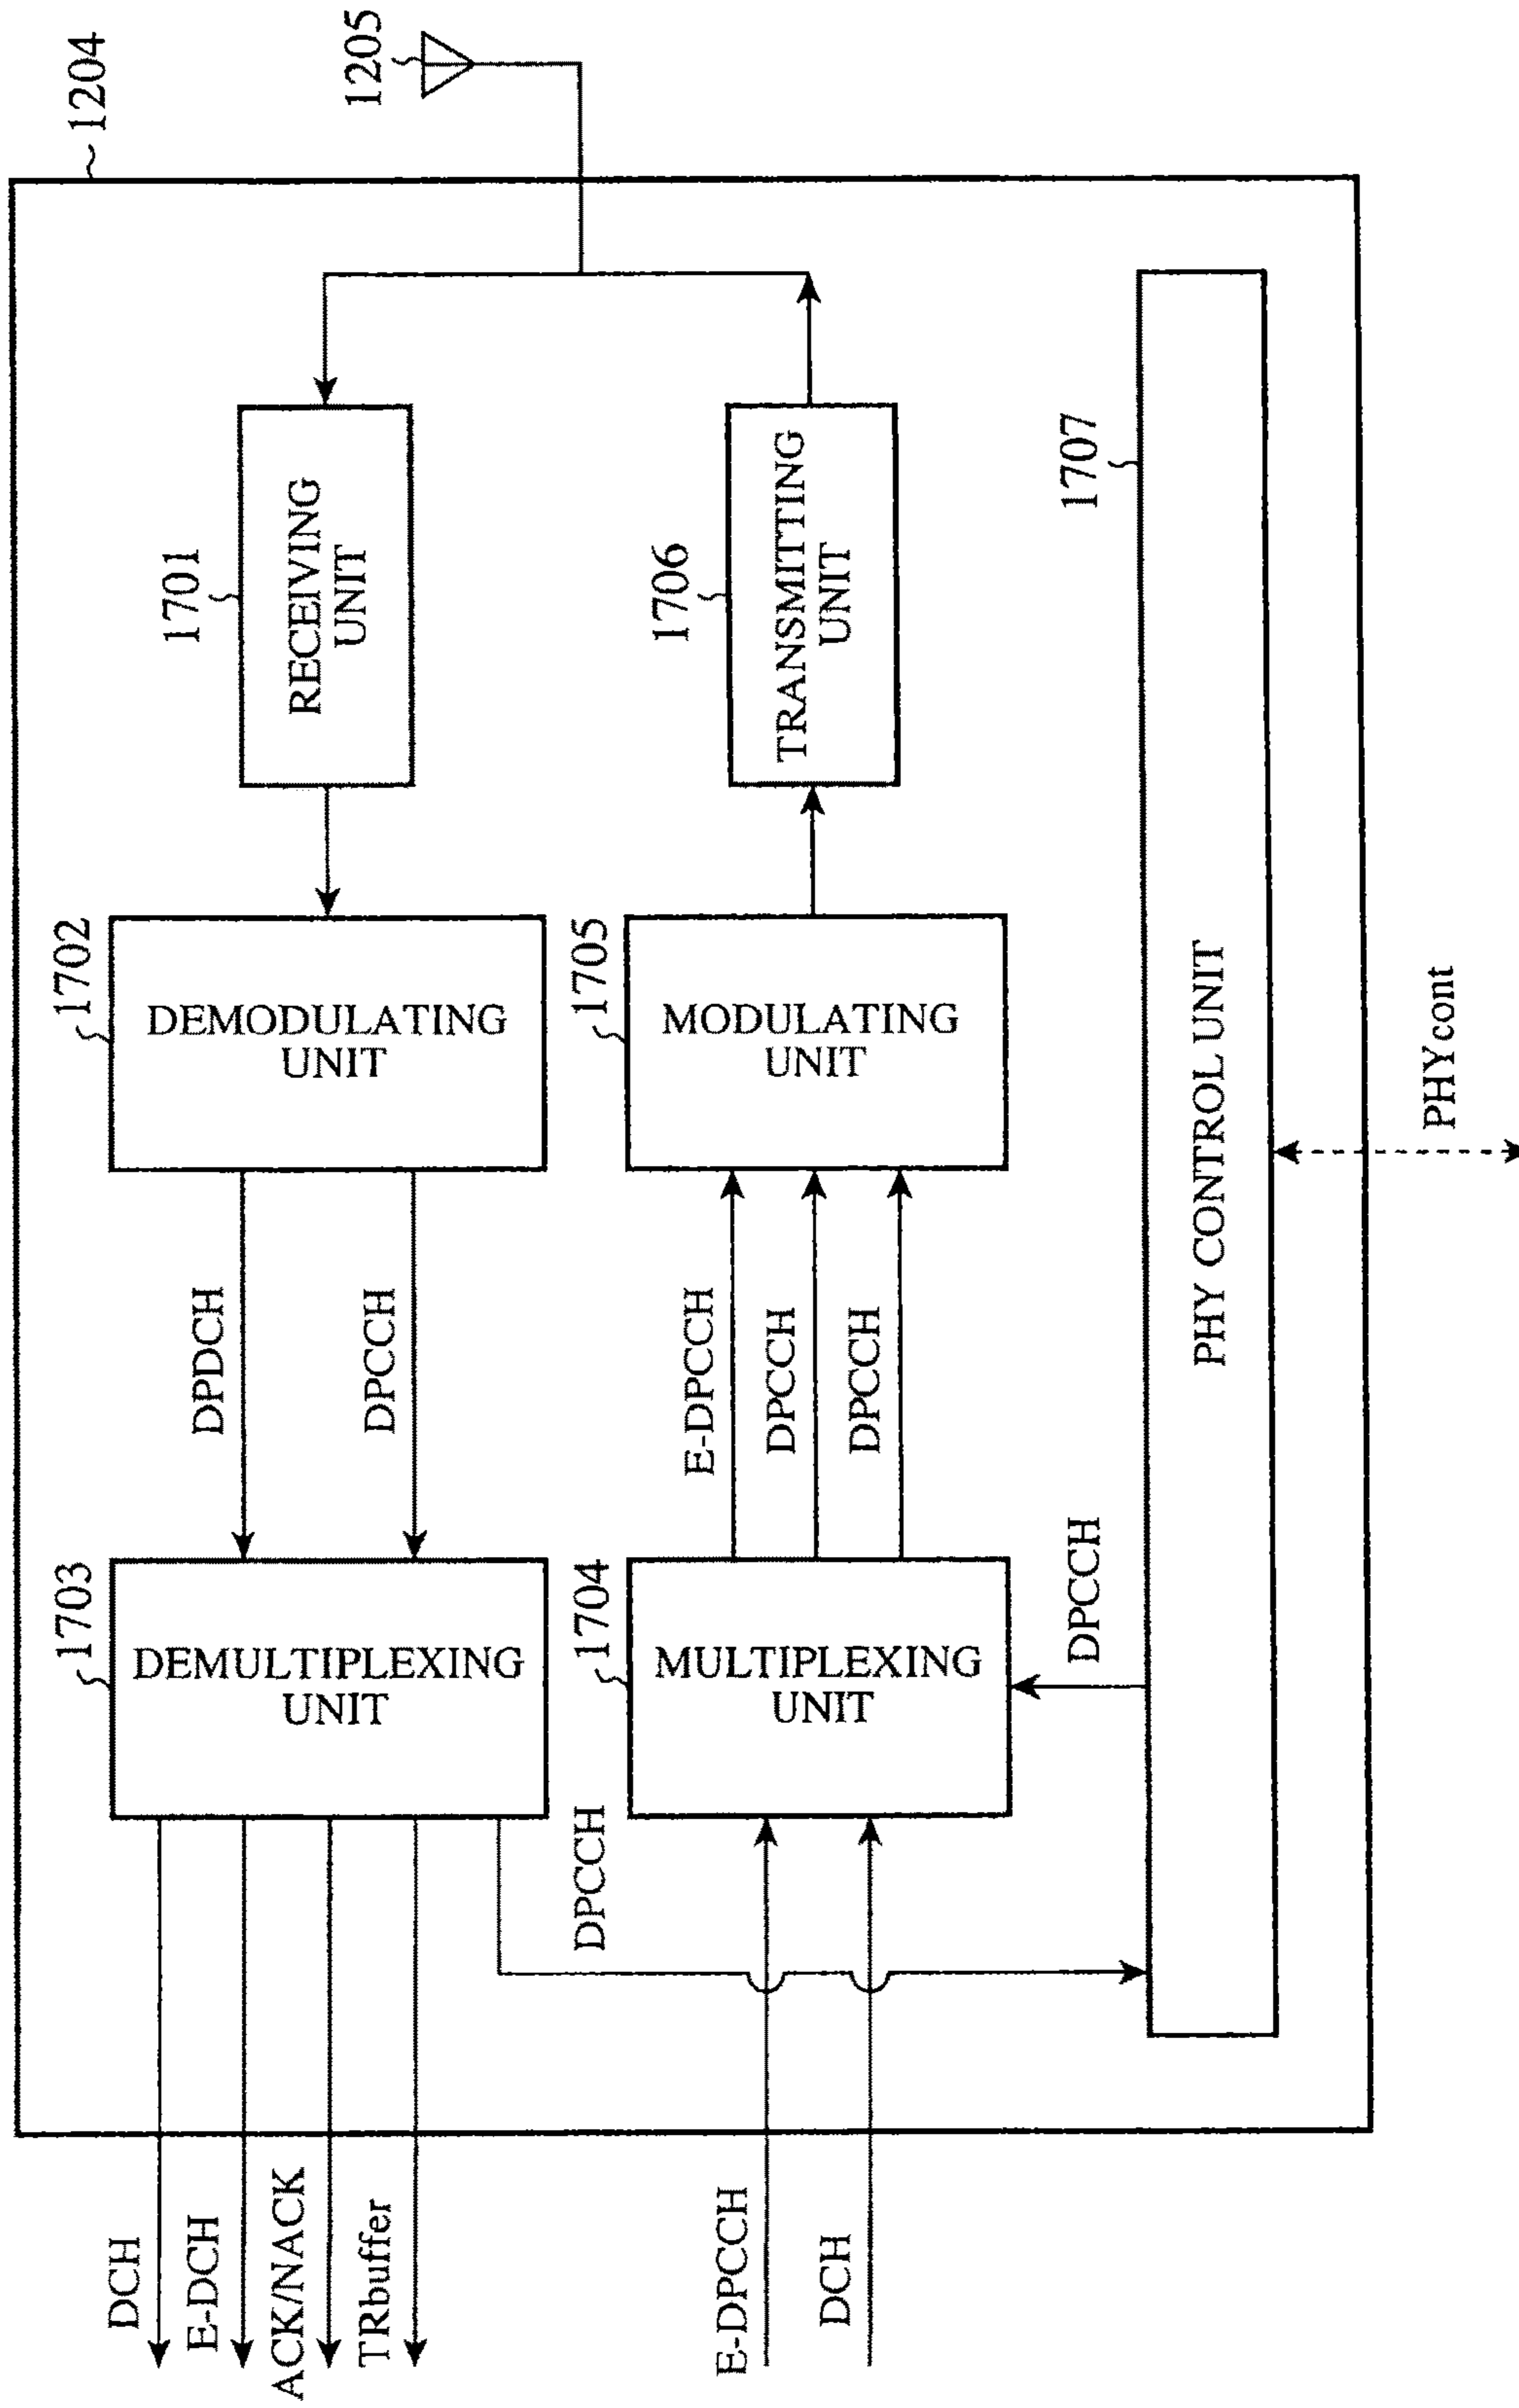 1204
1205
DCH
E-DCH
ACK/NACK
TRbuffer
1703
DEMULTIPLEXING
UNIT
DPDCH
DPCCH
1702
DEMODULATING
UNIT
1701
RECEIVING
UNIT
DPCCH
E-DPCCH
DCH
1704
MULTIPLEXING
UNIT
E-DPCCH
DPCCH
DPCCH
1705
MODULATING
UNIT
1706
TRANSMITTING
UNIT
DPCCH
1707
PHY CONTROL UNIT
PHYcont